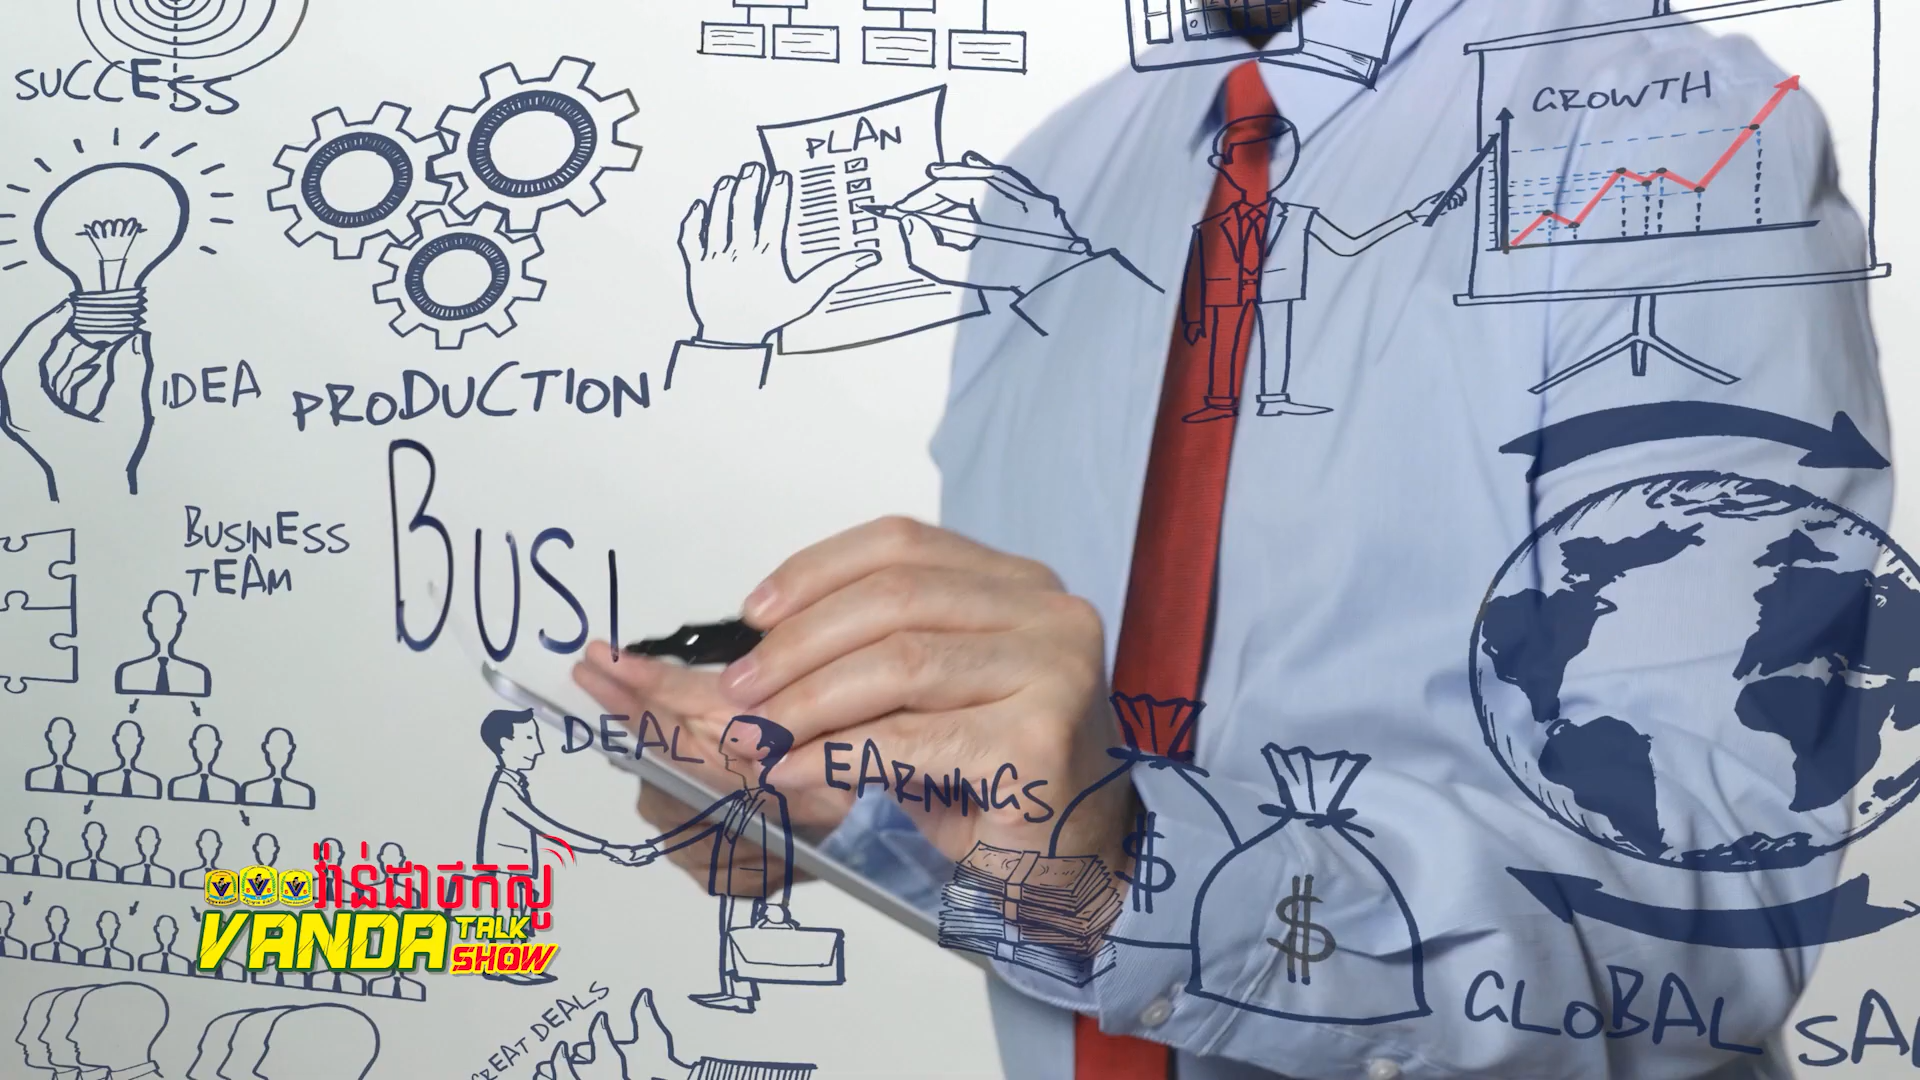 SUCCESS
PLAN
GROWTH
IDEA
PRODUCTION
BUSI
BUSINESS
TEAM
DEAL
EARNINGS
$
$
វ៉ាន់ដាថកសូ
VANDA TALK
SHOW
GLOBAL SA
GREAT DEALS